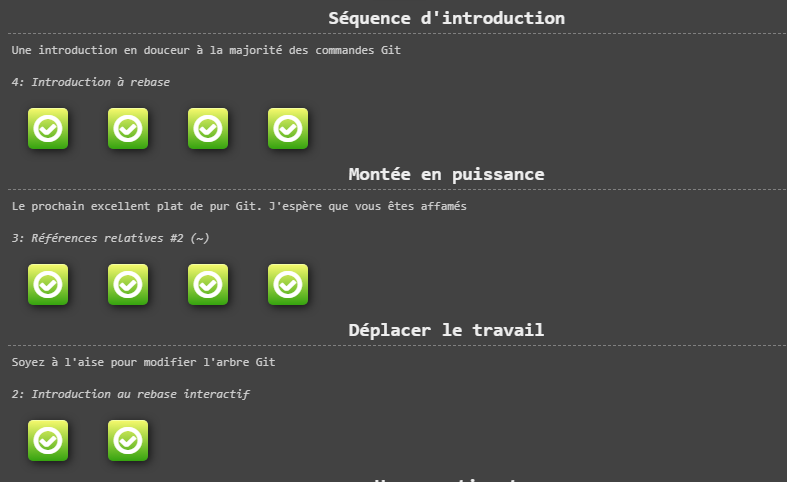 Séquence d'introduction
Une introduction en douceur à la majorité des commandes Git
4: Introduction à rebase
Montée en puissance
Le prochain excellent plat de pur Git. J'espère que vous êtes affamés
3: Références relatives #2 (~)
Déplacer le travail
Soyez à l'aise pour modifier l'arbre Git
2: Introduction au rebase interactif